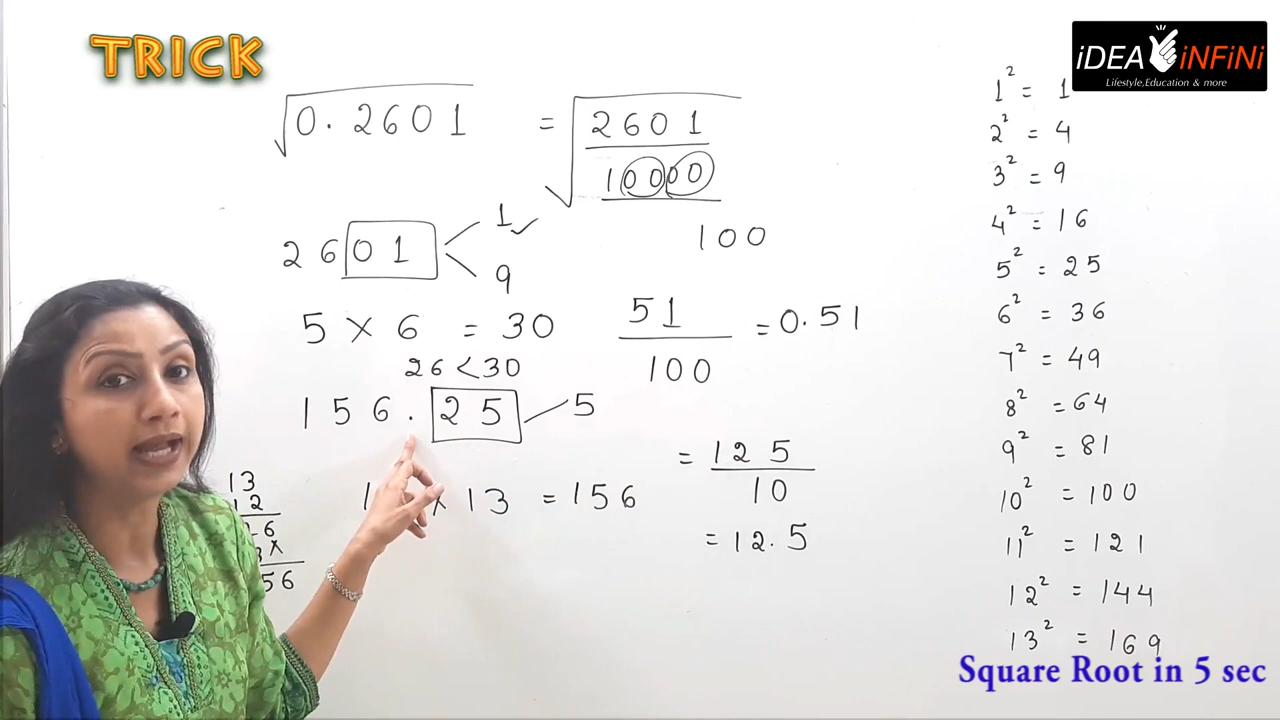 TRICK
iDEA iNFiNi
Lifestyle,Education & more
√0.2601 = √2601/10000
100
2601 1 ✓
9
5 × 6 = 30
51/100 = 0.51
26 < 30
156.25 5
= 125/10
= 12.5
× 13 = 156
13
12
56
1² = 1
2² = 4
3² = 9
4² = 16
5² = 25
6² = 36
7² = 49
8² = 64
9² = 81
10² = 100
11² = 121
12² = 144
13² = 169
Square Root in 5 sec